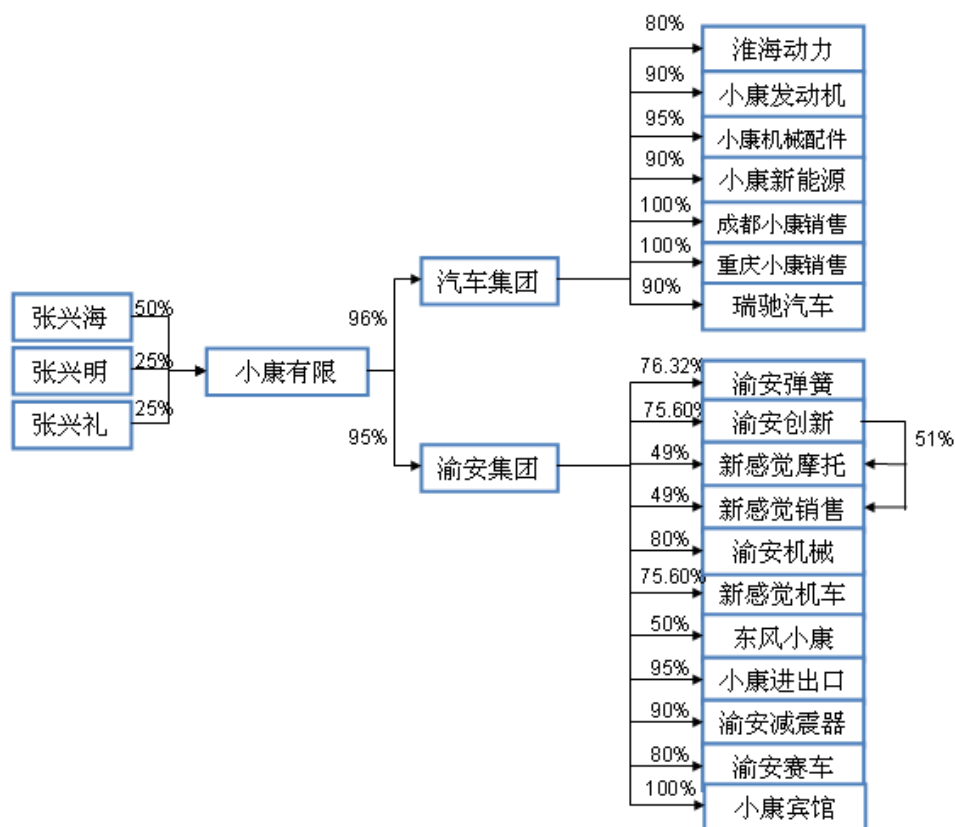 80%
淮海动力
90%
小康发动机
95%
小康机械配件
90%
小康新能源
100%
成都小康销售
100%
重庆小康销售
90%
瑞驰汽车
汽车集团
张兴海
50%
张兴明
25%
张兴礼
25%
小康有限
96%
95%
渝安集团
76.32%
渝安弹簧
75.60%
渝安创新
51%
49%
新感觉摩托
49%
新感觉销售
80%
渝安机械
75.60%
新感觉机车
50%
东风小康
95%
小康进出口
90%
渝安减震器
80%
渝安赛车
100%
小康宾馆